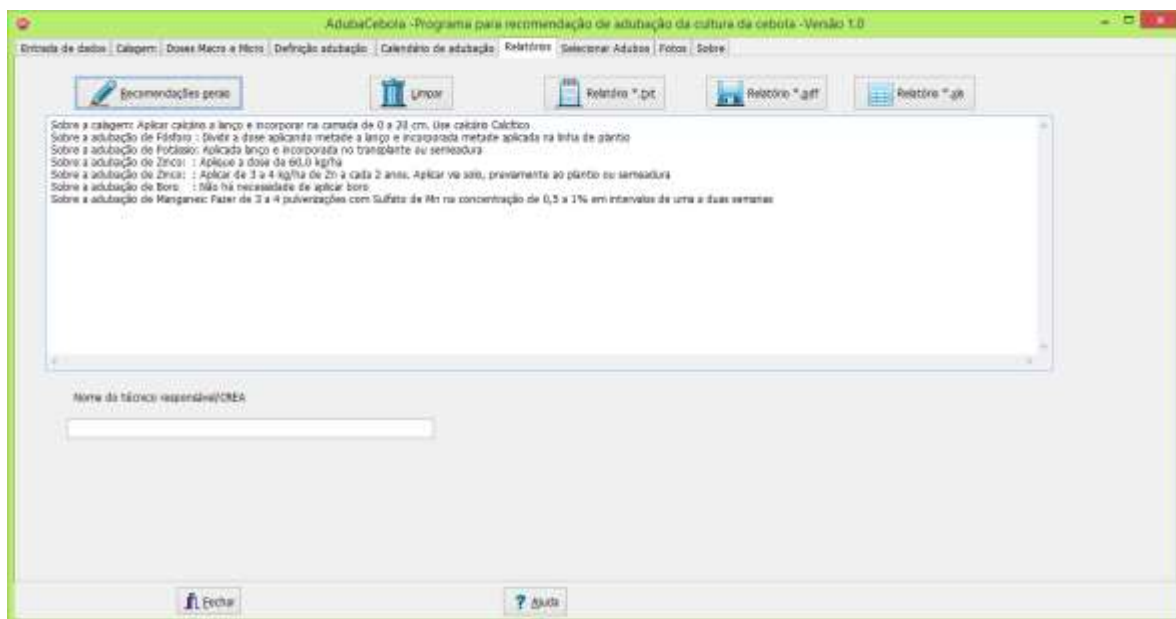 AdubaCebola -Programa para recomendação de adubação da cultura da cebola -Versão 1.0
Entrada de dados Calagem Doses Macro e Micro Definição adubação Calendário de adubação Relatórios Selecionar Adubos Fotos Sobre
Recomendações gerais Limpar Relatório *.txt Relatório *.pdf Relatório
Sobre a calagem: Aplicar calcário a lanço e incorporar na camada de 0 a 20 cm. Use calcário Calcítico
Sobre a adubação de Fósforo : Dividir a dose aplicando metade a lanço e incorporada metade aplicada na linha de plantio
Sobre a adubação de Potássio: Aplicada lanço e incorporada no transplante ou semeadura
Sobre a adubação de Zinco: : Aplique a dose de 60,0 kg/ha
Sobre a adubação de Zinco: : Aplicar de 3 a 4 kg/ha de Zn a cada 2 anos. Aplicar via solo, previamente ao plantio ou semeadura
Sobre a adubação de Boro : Não há necessidade de aplicar boro
Sobre a adubação de Manganes: Fazer de 3 a 4 pulverizações com Sulfato de Mn na concentração de 0,5 a 1% em intervalos de uma a duas semanas
Nome do técnico responsável/CREA
Fechar Ajuda